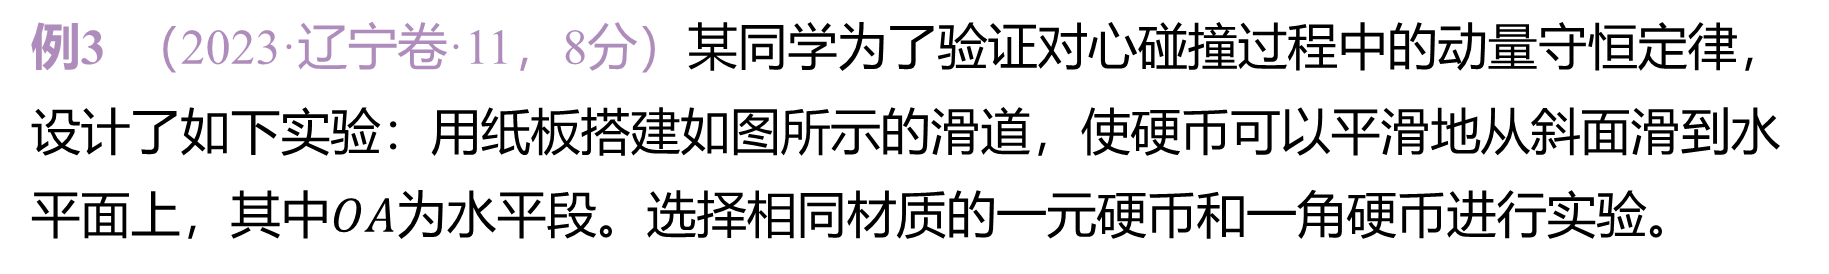 例3 （2023·辽宁卷·11，8分）某同学为了验证对心碰撞过程中的动量守恒定律，
设计了如下实验：用纸板搭建如图所示的滑道，使硬币可以平滑地从斜面滑到水
平面上，其中OA为水平段。选择相同材质的一元硬币和一角硬币进行实验。